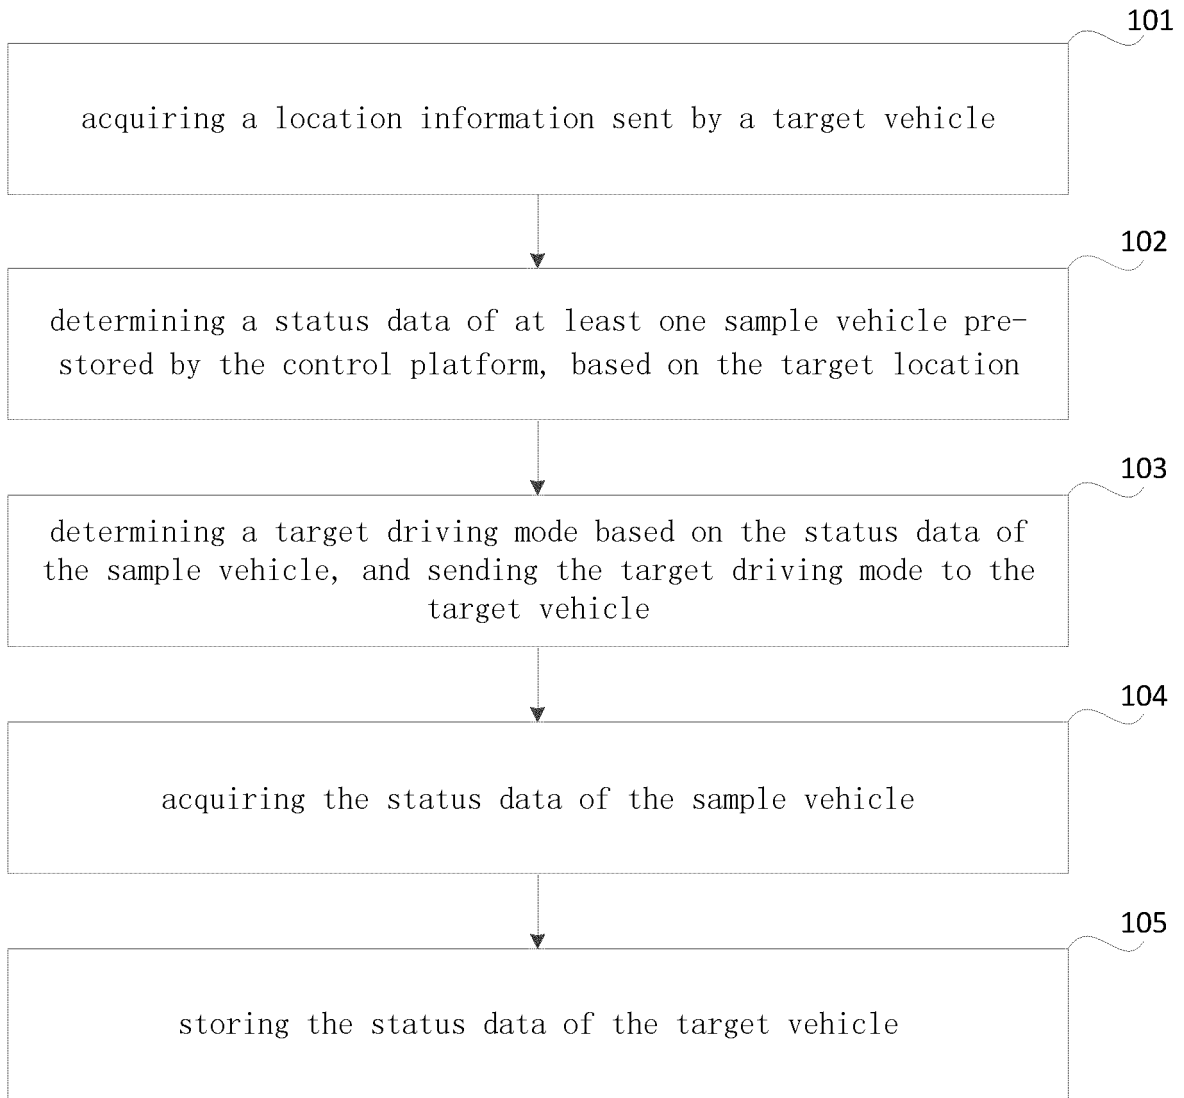 101
acquiring a location information sent by a target vehicle
102
determining a status data of at least one sample vehicle pre-
stored by the control platform, based on the target location
103
determining a target driving mode based on the status data of
the sample vehicle, and sending the target driving mode to the
target vehicle
104
acquiring the status data of the sample vehicle
105
storing the status data of the target vehicle